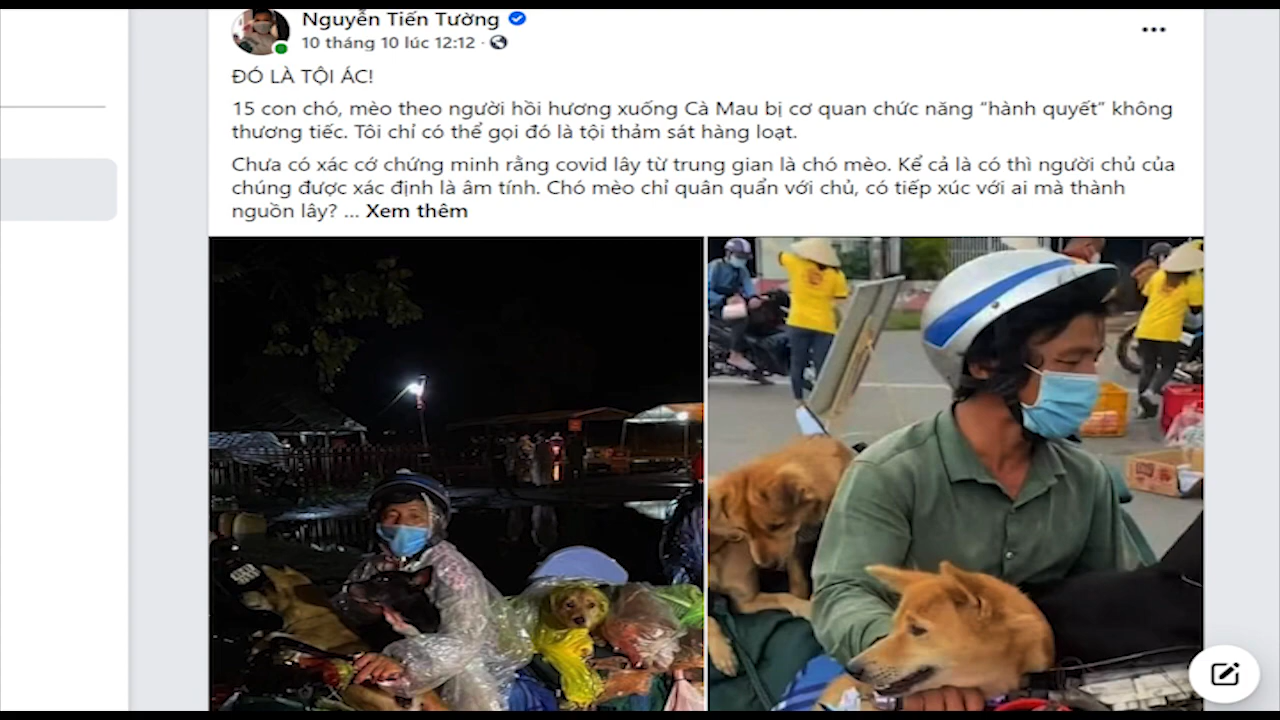 Nguyễn Tiến Tường
10 tháng 10 lúc 12:12 ·
ĐÓ LÀ TỘI ÁC!
15 con chó, mèo theo người hồi hương xuống Cà Mau bị cơ quan chức năng “hành quyết” không
thương tiếc. Tôi chỉ có thể gọi đó là tội thảm sát hàng loạt.
Chưa có xác cớ chứng minh rằng covid lây từ trung gian là chó mèo. Kể cả là có thì người chủ của
chúng được xác định là âm tính. Chó mèo chỉ quân quẩn với chủ, có tiếp xúc với ai mà thành
nguồn lây? ... Xem thêm